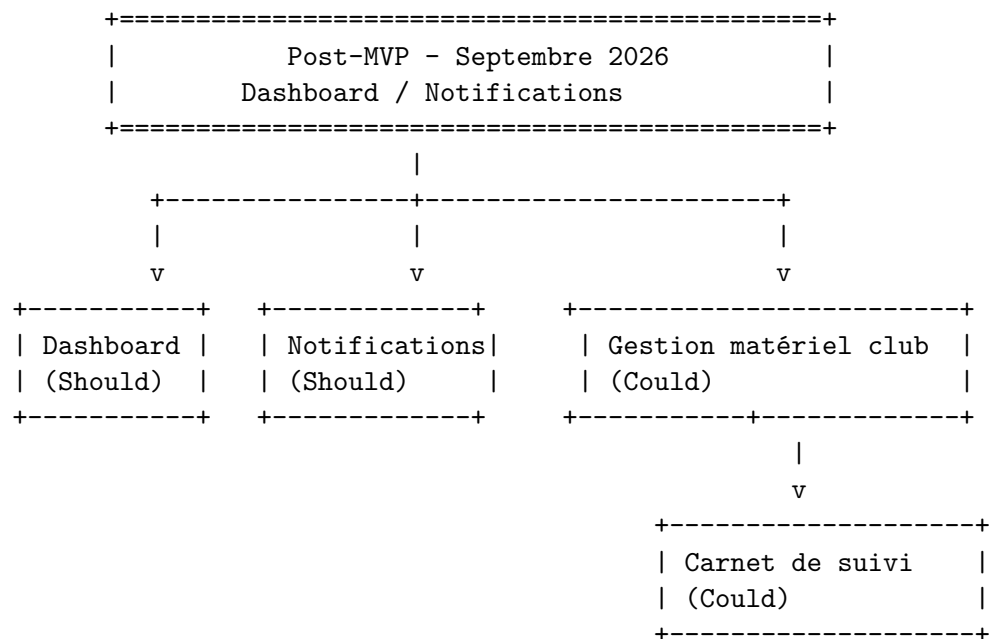 Post-MVP - Septembre 2026
Dashboard / Notifications
Dashboard
(Should)
Notifications
(Should)
Gestion matériel club
(Could)
Carnet de suivi
(Could)